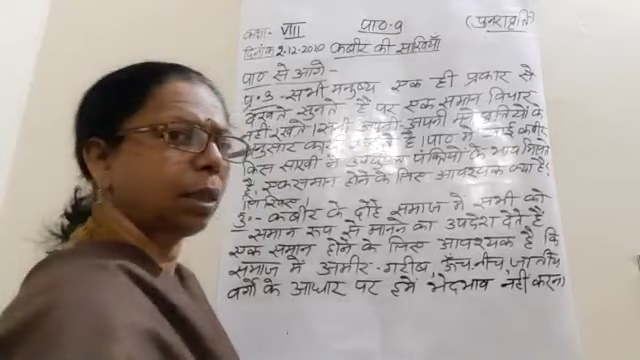 कक्षा- VIII पाठ-9 (पुनरावृत्ति)
दिनांक 2-12-2020 कबीर की साखियाँ
पाठ से आगे -
प्र.3 - सभी मनुष्य एक ही प्रकार से
देखते सुनते हैं पर एक समान विचार
नहीं रखते। सभी अपनी अपनी के
अनुसार करते हैं। पाठ में आई कबीर
किस साखी में पंक्तियों के भाव
है, एक समान होने के लिए आवश्यक क्या है
लिखिए।
उ:- कबीर के दोहे समाज में सभी को
समान रूप से मानने का उपदेश देते हैं
एक समान होने के लिए आवश्यक है कि
समाज में अमीर-गरीब, ऊँच-नीच, जातीय
वर्गो के आधार पर हमें भेदभाव नहीं करना